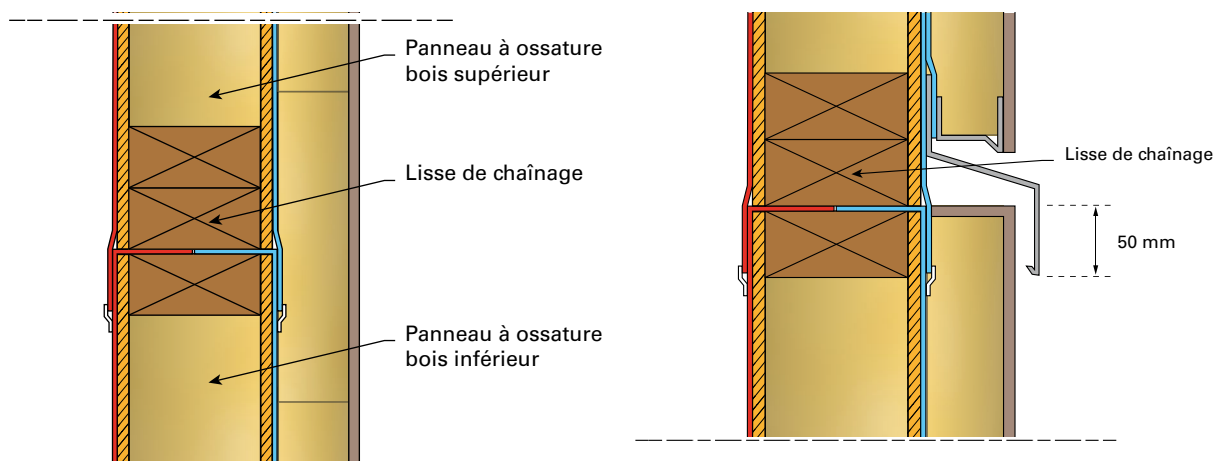 Panneau à ossature
bois supérieur
Lisse de chaînage
Panneau à ossature
bois inférieur
Lisse de chaînage
50 mm